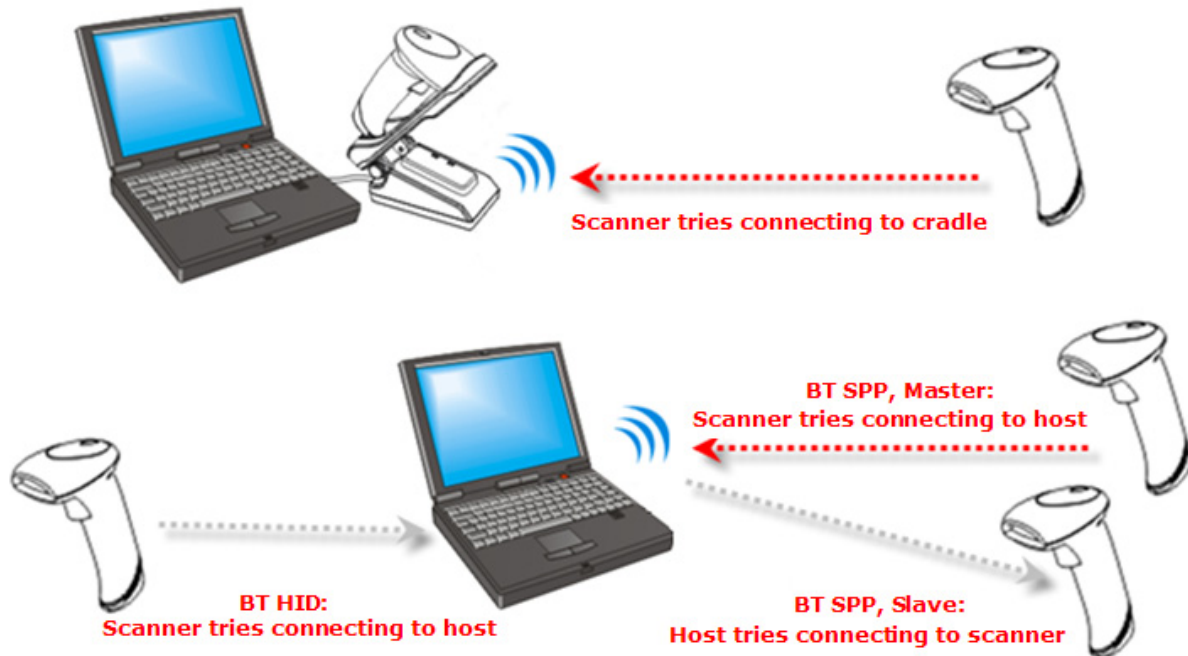 Scanner tries connecting to cradle
BT SPP, Master:
Scanner tries connecting to host
BT HID:
Scanner tries connecting to host
BT SPP, Slave:
Host tries connecting to scanner